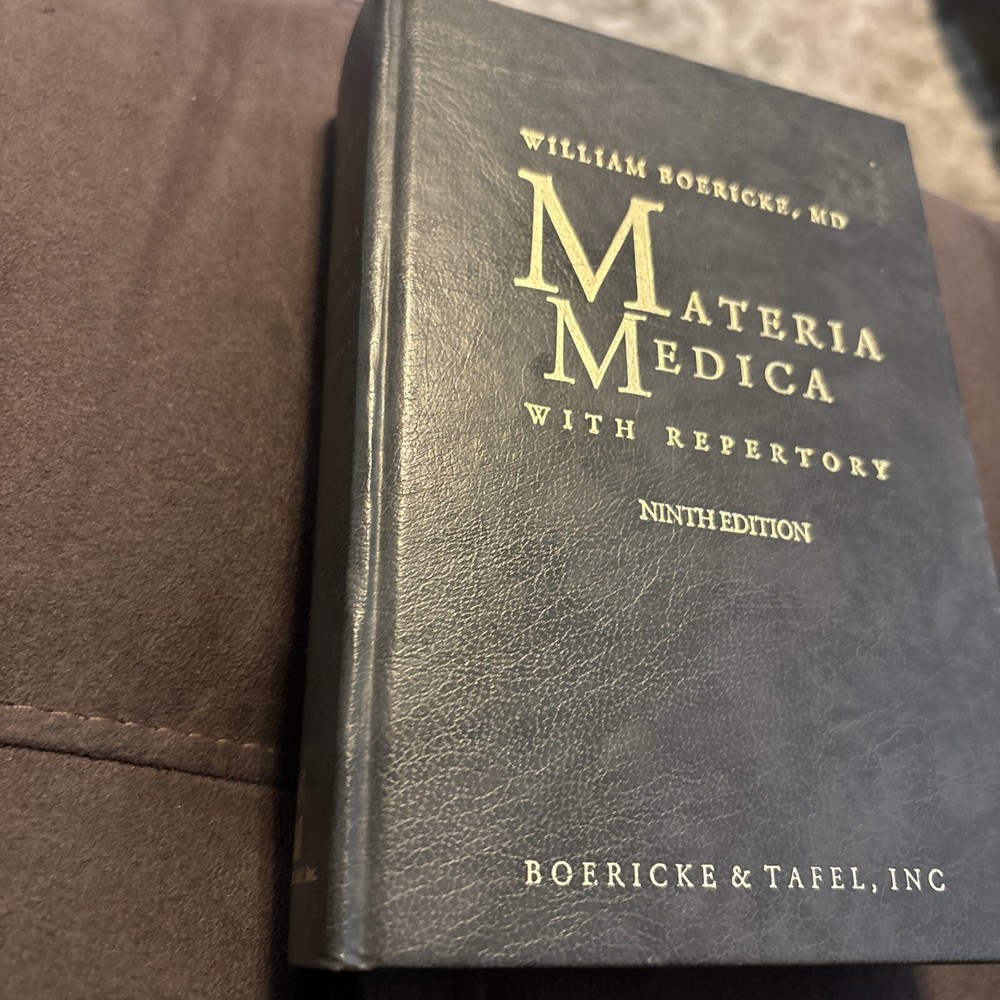 WILLIAM BOERICKE, MD
MATERIA
MEDICA
WITH REPERTORY
NINTH EDITION
BOERICKE & TAFEL, INC